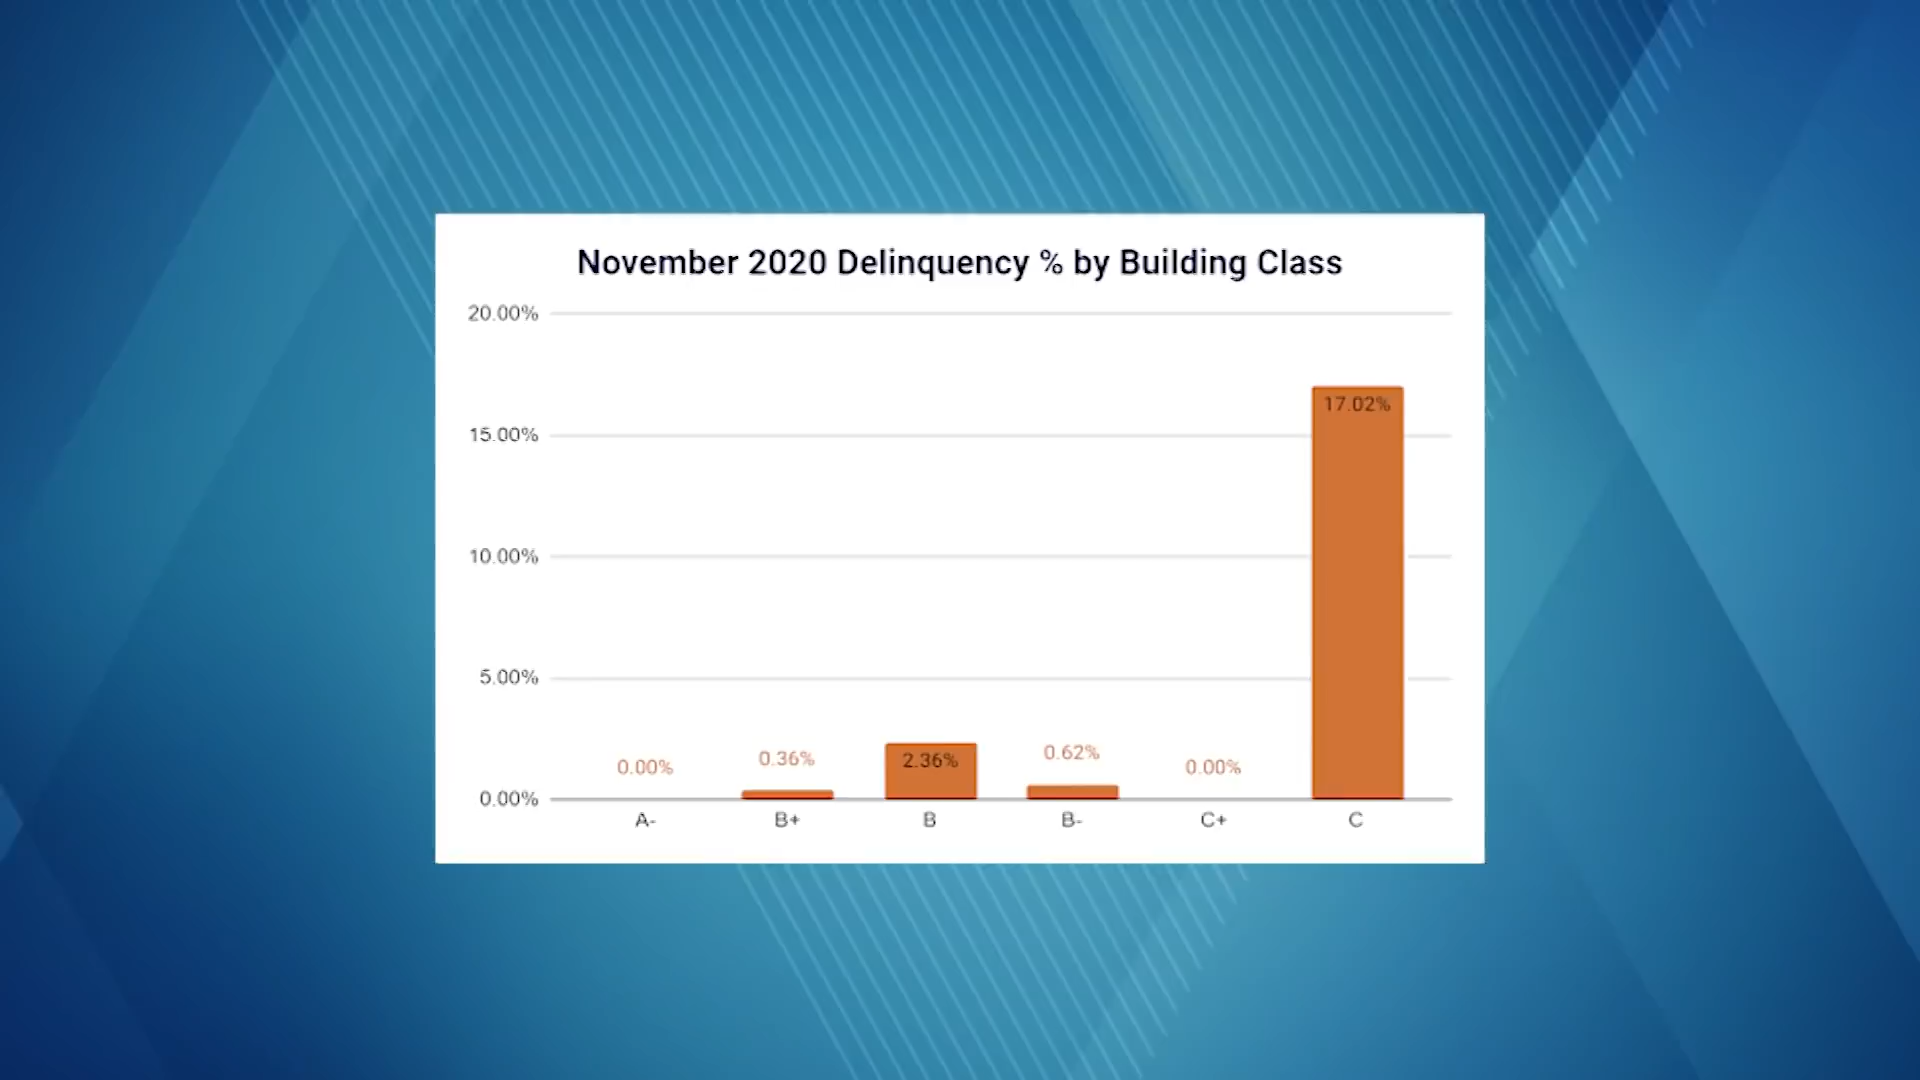 November 2020 Delinquency % by Building Class
20.00%
17.02%
15.00%
10.00%
5.00%
0.00%
0.36%
2.36%
0.62%
0.00%
0.00%
A-
B+
B
B-
C+
C